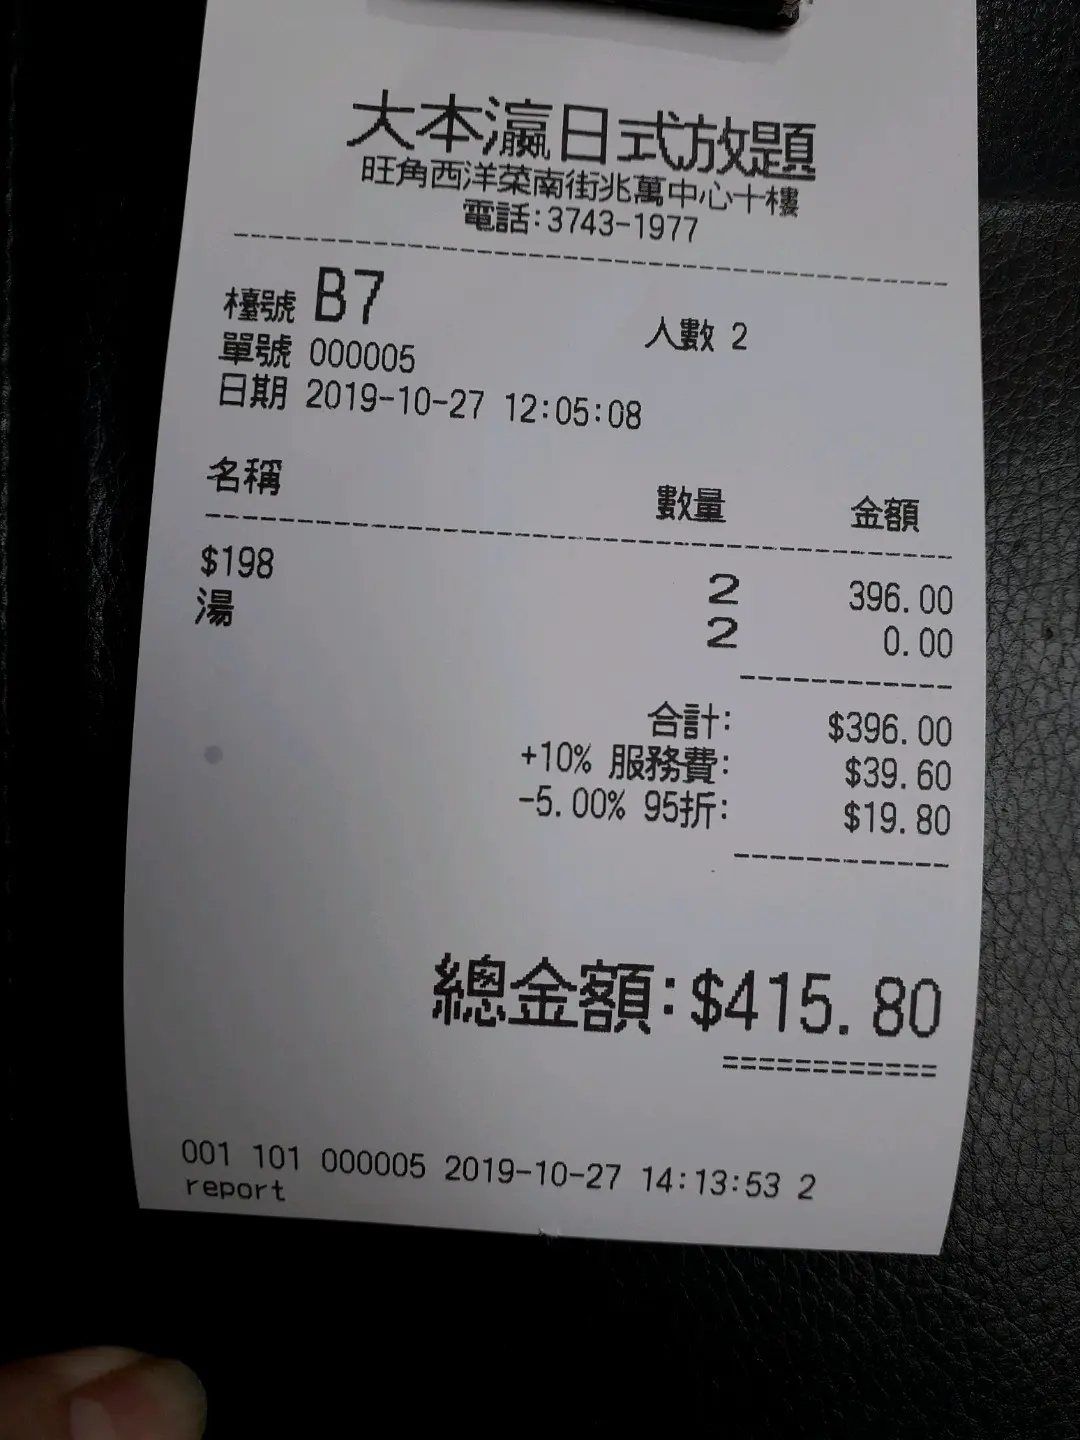 大本瀛日式放題
旺角西洋菜南街兆萬中心十樓
電話:3743-1977
檯號 B7 人數 2
單號 000005
日期 2019-10-27 12:05:08
名稱 數量 金額
$198 2 396.00
湯 2 0.00
合計: $396.00
+10% 服務費: $39.60
-5.00% 95折: $19.80
總金額:$415.80
001 101 000005 2019-10-27 14:13:53 2
report